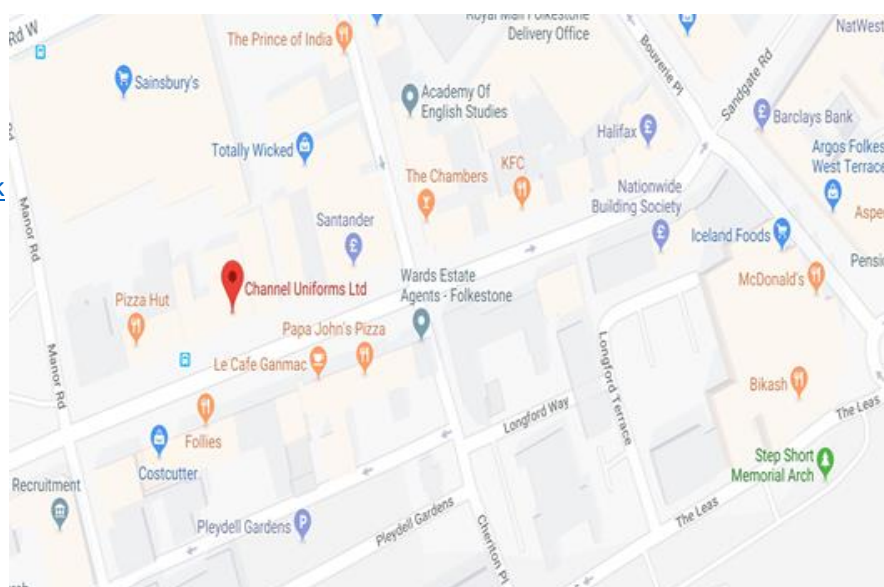 Rd W
The Prince of India
Royal Mail Folkestone
Delivery Office
NatWest
Sainsbury's
Bouverie Pl
Sandgate Rd
Academy Of
English Studies
Barclays Bank
Halifax
Totally Wicked
Argos Folkes
West Terrace
KFC
The Chambers
k
Manor Rd
Nationwide
Building Society
Santander
Iceland Foods
Aspe
Pensio
Wards Estate
Agents - Folkestone
Channel Uniforms Ltd
McDonald's
Pizza Hut
Papa John's Pizza
Le Cafe Ganmac
Longford Terrace
Manor Rd
Bikash
Longford Way
The Leas
Follies
Costcutter
Step Short
Memorial Arch
Recruitment
Pleydell Gardens
P
Pleydell Gardens
The Leas
Cheriton Pl